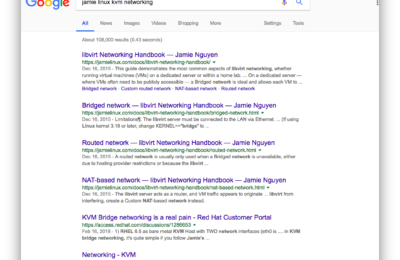 Google
jamie linux kvm networking
All News Images Videos Shopping More Settings Tools
About 108,000 results (0.43 seconds)
libvirt Networking Handbook — Jamie Nguyen
https://jamielinux.com/docs/libvirt-networking-handbook/
Dec 16, 2015 - This guide demonstrates the most common aspects of libvirt networking, whether
running virtual machines (VMs) on a dedicated server or within a home lab. ... On a dedicated server —
where VMs often need to be publicly accessible — a Bridged network is ideal and allows each VM to ...
Bridged network · Custom routed network · NAT-based network · Routed network
Bridged network — libvirt Networking Handbook — Jamie Nguyen
https://jamielinux.com/docs/libvirt-networking-handbook/bridged-network.html
Dec 16, 2015 - Limitations¶. The libvirt server must be connected to the LAN via Ethernet. ... (If using
Linux kernel 3.18 or later, change KERNEL=="bridge" to ...
Routed network — libvirt Networking Handbook — Jamie Nguyen
https://jamielinux.com/docs/libvirt-networking-handbook/routed-network.html
Dec 16, 2015 - A routed network is usually only used when a Bridged network is unavailable, either
due to hosting provider restrictions or because the libvirt ...
NAT-based network — libvirt Networking Handbook — Jamie Nguyen
https://jamielinux.com/docs/libvirt-networking-handbook/nat-based-network.html
Dec 16, 2015 - The libvirt server acts as a router, and VM traffic appears to originate ... libvirt from
interfering, create a Custom NAT-based network instead.
KVM Bridge networking is a real pain - Red Hat Customer Portal
https://access.redhat.com/discussions/1286653
Feb 16, 2019 - 1) RHEL 6.5 as bare metal KVM Host with TWO network interfaces (eth0 is .... in KVM
bridge networking, it's quite simple if you follow Jamie's ...
Networking - KVM